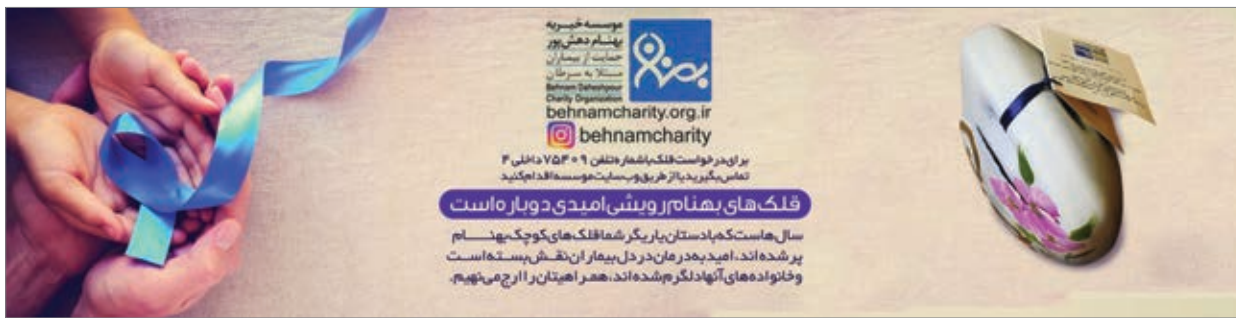 موسسه خیریه
بهنام دهش‌پور
حمایت از بیماران
مبتلا به سرطان
Behnam Daheshpour
Charity Organization
بهنام
behnamcharity.org.ir
behnamcharity
برای درخواست قلک با شماره تلفن ۷۵۴۰۹ داخلی ۴
تماس بگیرید یا از طریق وب سایت موسسه اقدام کنید
قلک‌های بهنام رویشی امیدی دوباره است
سال‌هاست که با دستان یاریگر شما قلک‌های کوچک بهنام
پر شده‌اند، امید به درمان در دل بیماران نقش بسته است
و خانواده‌های آنها دلگرم شده‌اند، همراهیتان را ارج می‌نهیم.